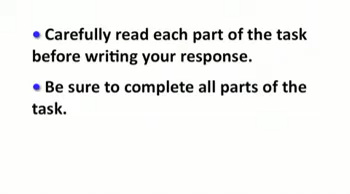 • Carefully read each part of the task
before writing your response.
• Be sure to complete all parts of the
task.